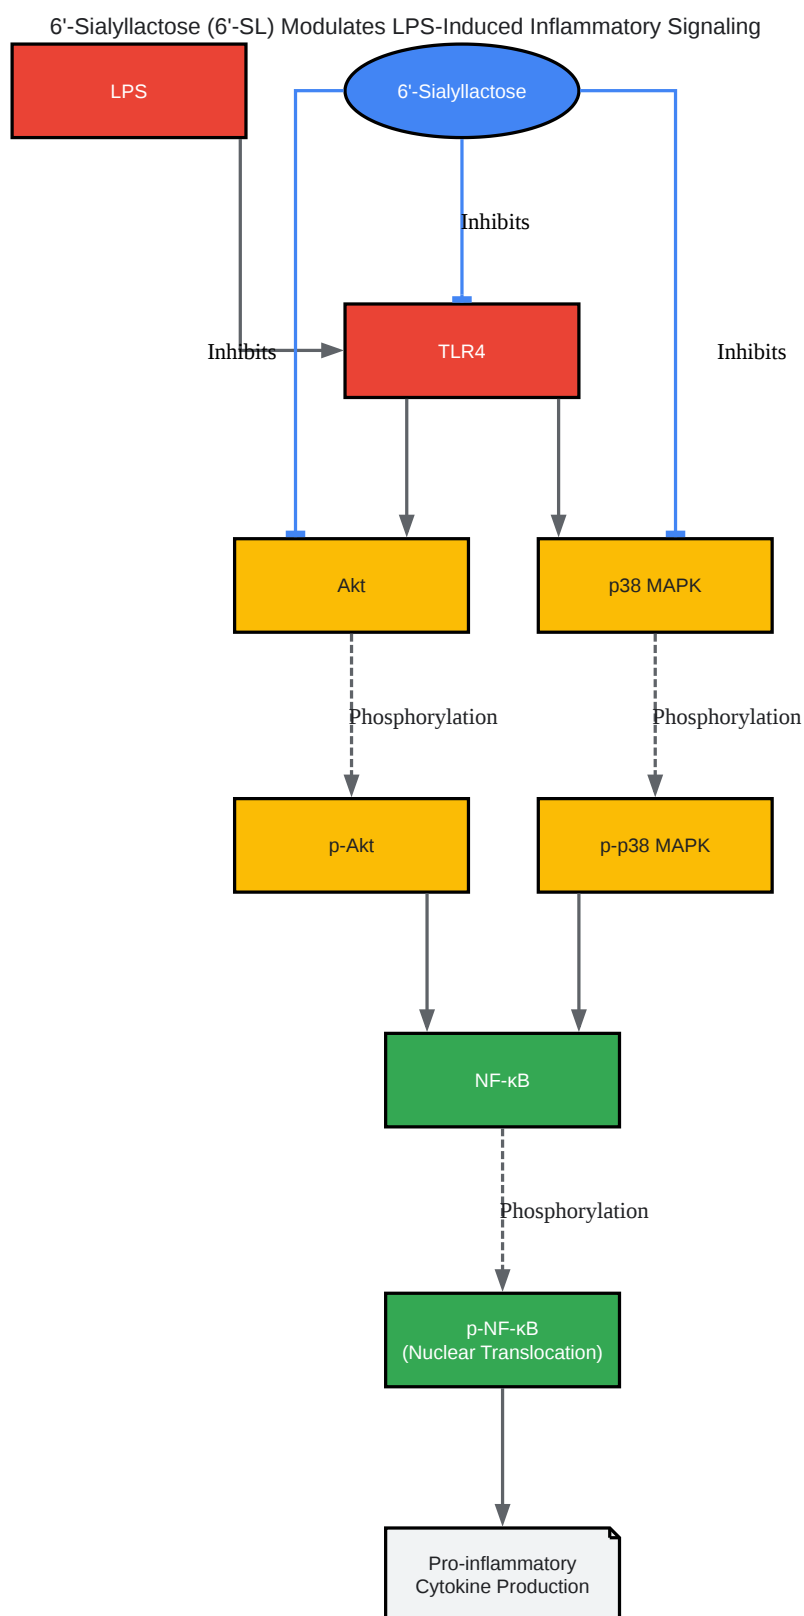 6'-Sialyllactose (6'-SL) Modulates LPS-Induced Inflammatory Signaling
LPS
6'-Sialyllactose
Inhibits
Inhibits
TLR4
Inhibits
Akt
p38 MAPK
Phosphorylation
Phosphorylation
p-Akt
p-p38 MAPK
NF-κB
Phosphorylation
p-NF-κB
(Nuclear Translocation)
Pro-inflammatory
Cytokine Production